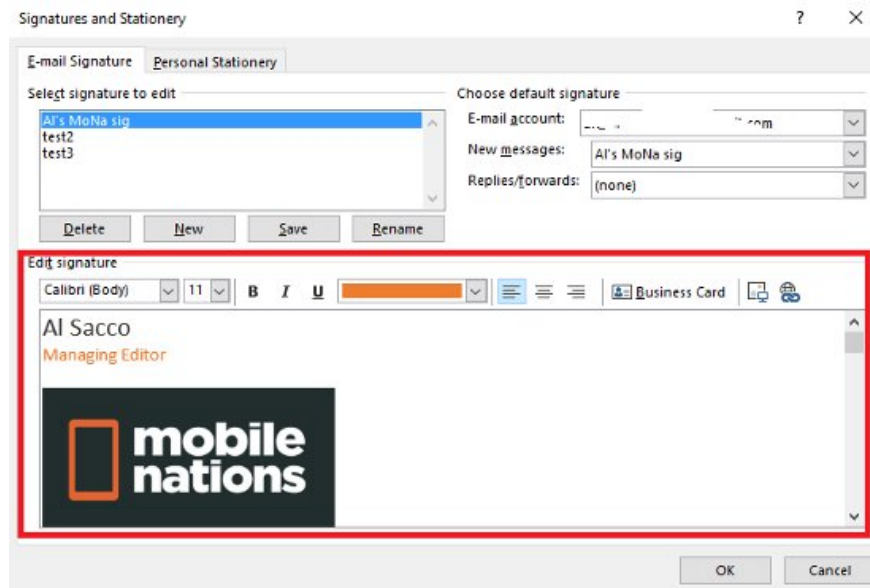 Signatures and Stationery
E-mail Signature Personal Stationery
Select signature to edit
Al's MoNa sig
test2
test3
Delete New Save Rename
Choose default signature
E-mail account: com
New messages: Al's MoNa sig
Replies/forwards: (none)
Edit signature
Calibri (Body) 11 B I U Business Card
Al Sacco
Managing Editor
mobile
nations
OK Cancel